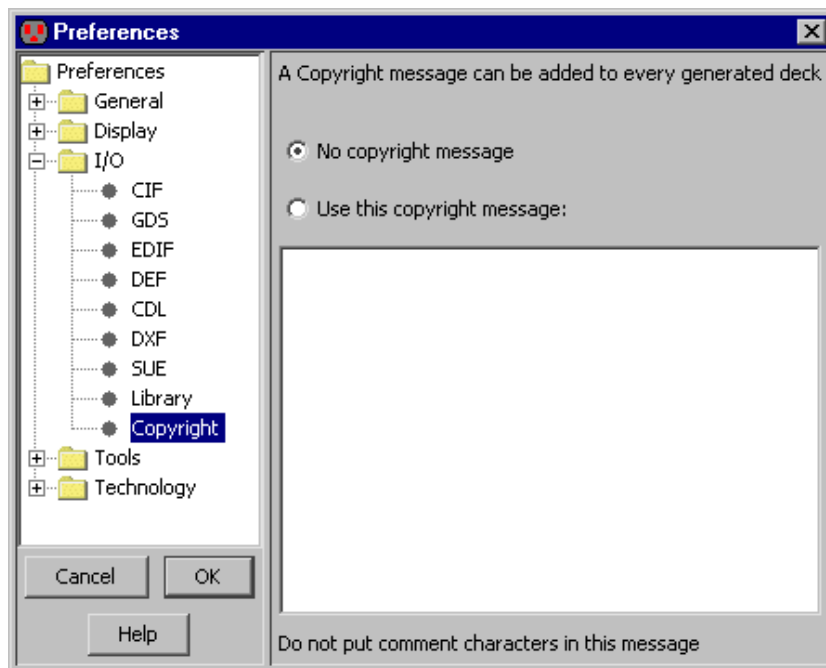 Preferences
Preferences
General
Display
I/O
CIF
GDS
EDIF
DEF
CDL
DXF
SUE
Library
Copyright
Tools
Technology
Cancel
OK
Help
A Copyright message can be added to every generated deck
No copyright message
Use this copyright message:
Do not put comment characters in this message